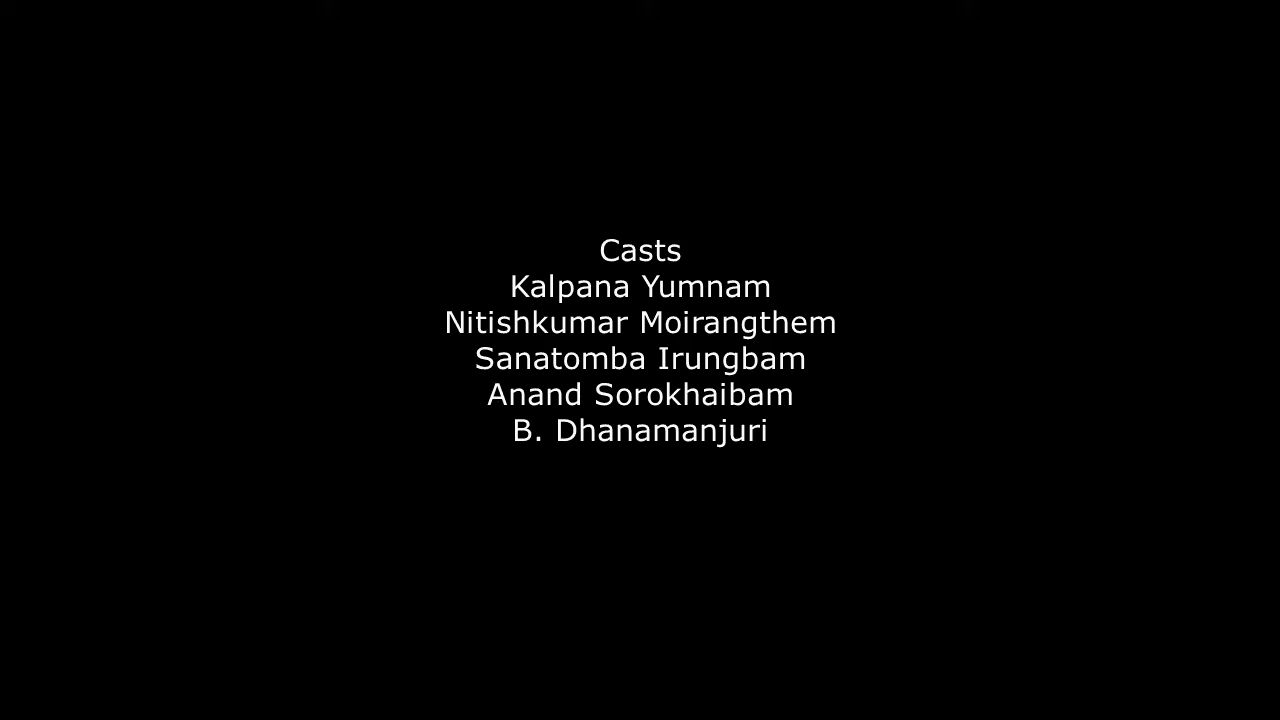 Casts
Kalpana Yumnam
Nitishkumar Moirangthem
Sanatomba Irungbam
Anand Sorokhaibam
B. Dhanamanjuri